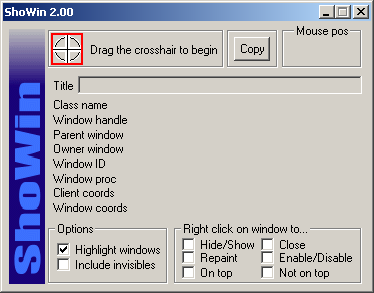 ShoWin 2.00
ShoWin
Drag the crosshair to begin
Copy
Mouse pos
Title
Class name
Window handle
Parent window
Owner window
Window ID
Window proc
Client coords
Window coords
Options
Highlight windows
Include invisibles
Right click on window to...
Hide/Show Close
Repaint Enable/Disable
On top Not on top